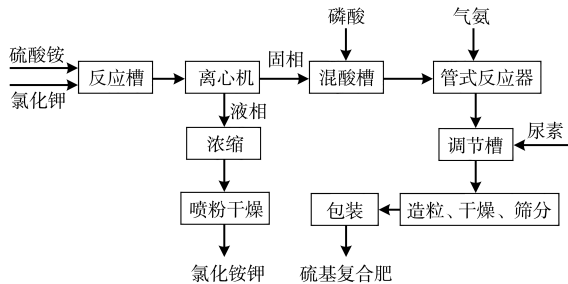 磷酸
气氨
硫酸铵
固相
反应槽
离心机
混酸槽
管式反应器
氯化钾
液相
尿素
浓缩
调节槽
喷粉干燥
包装
造粒、干燥、筛分
氯化铵钾
硫基复合肥